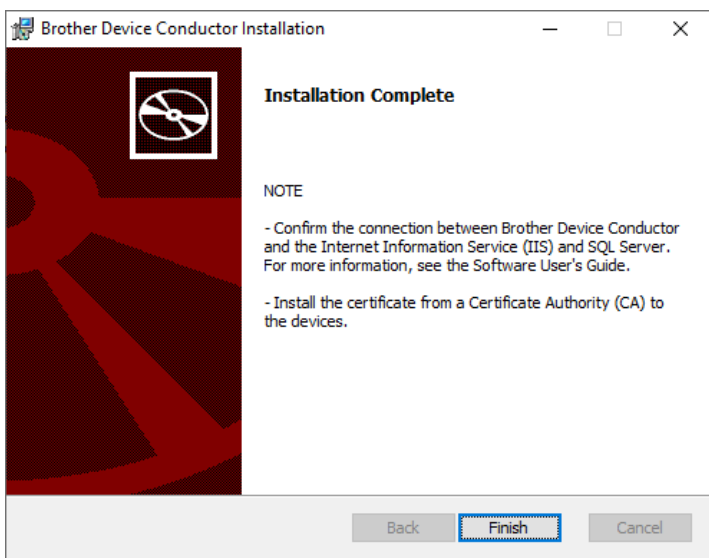 Brother Device Conductor Installation
Installation Complete
NOTE
- Confirm the connection between Brother Device Conductor
and the Internet Information Service (IIS) and SQL Server.
For more information, see the Software User's Guide.
- Install the certificate from a Certificate Authority (CA) to
the devices.
Back Finish Cancel